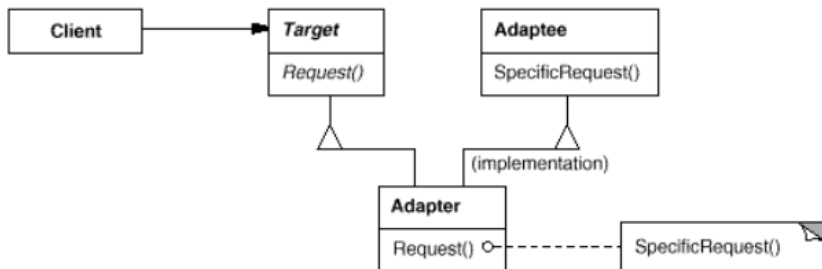 Client
Target
Request()
Adaptee
SpecificRequest()
(implementation)
Adapter
Request()
SpecificRequest()